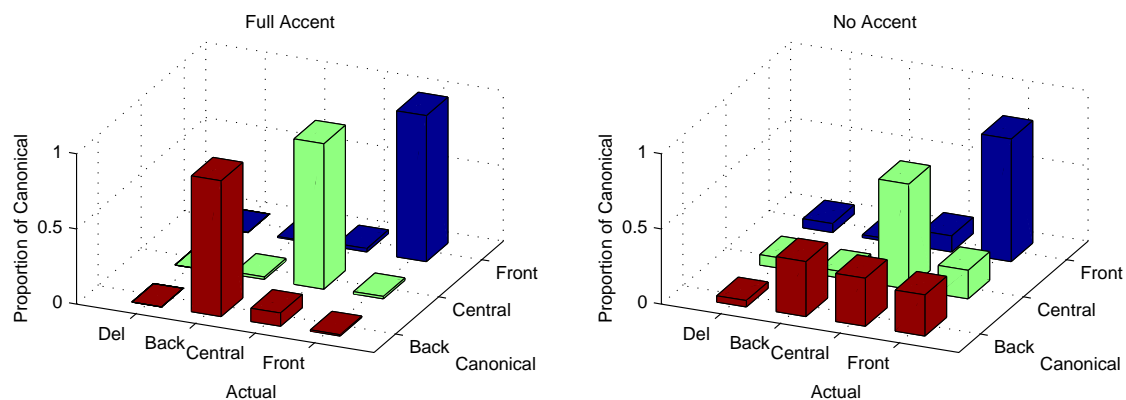 Full Accent
Proportion of Canonical
1
0.5
0
Del
Back
Central
Front
Actual
Back
Central
Front
Canonical
No Accent
Proportion of Canonical
1
0.5
0
Del
Back
Central
Front
Actual
Back
Central
Front
Canonical